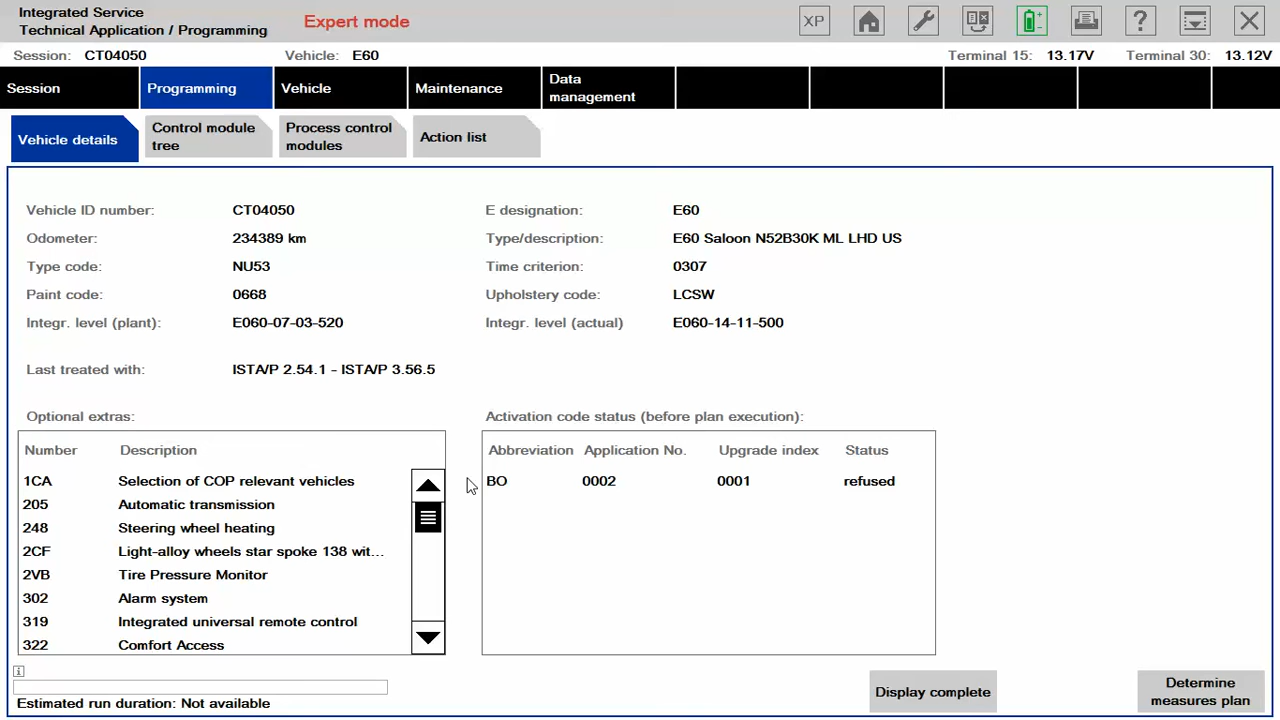 Integrated Service
Technical Application / Programming
Expert mode
XP
Session: CT04050
Vehicle: E60
Terminal 15: 13.17V
Terminal 30: 13.12V
Session
Programming
Vehicle
Maintenance
Data
management
Vehicle details
Control module
tree
Process control
modules
Action list
Vehicle ID number: CT04050
E designation: E60
Odometer: 234389 km
Type/description: E60 Saloon N52B30K ML LHD US
Type code: NU53
Time criterion: 0307
Paint code: 0668
Upholstery code: LCSW
Integr. level (plant): E060-07-03-520
Integr. level (actual) E060-14-11-500
Last treated with: ISTA/P 2.54.1 - ISTA/P 3.56.5
Optional extras:
Number Description
1CA Selection of COP relevant vehicles
205 Automatic transmission
248 Steering wheel heating
2CF Light-alloy wheels star spoke 138 wit...
2VB Tire Pressure Monitor
302 Alarm system
319 Integrated universal remote control
322 Comfort Access
Activation code status (before plan execution):
Abbreviation Application No. Upgrade index Status
BO 0002 0001 refused
i
Estimated run duration: Not available
Display complete
Determine
measures plan